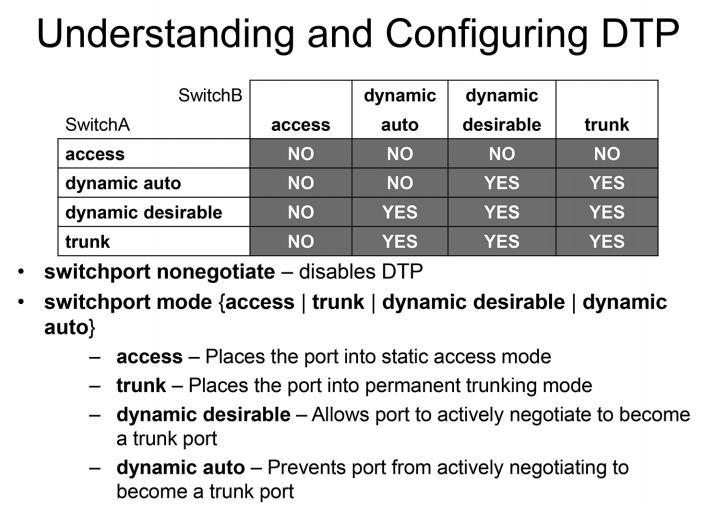 Understanding and Configuring DTP
SwitchB
dynamic dynamic
SwitchA access auto desirable trunk
access NO NO NO NO
dynamic auto NO NO YES YES
dynamic desirable NO YES YES YES
trunk NO YES YES YES
• switchport nonegotiate – disables DTP
• switchport mode {access | trunk | dynamic desirable | dynamic
auto}
– access – Places the port into static access mode
– trunk – Places the port into permanent trunking mode
– dynamic desirable – Allows port to actively negotiate to become
a trunk port
– dynamic auto – Prevents port from actively negotiating to
become a trunk port